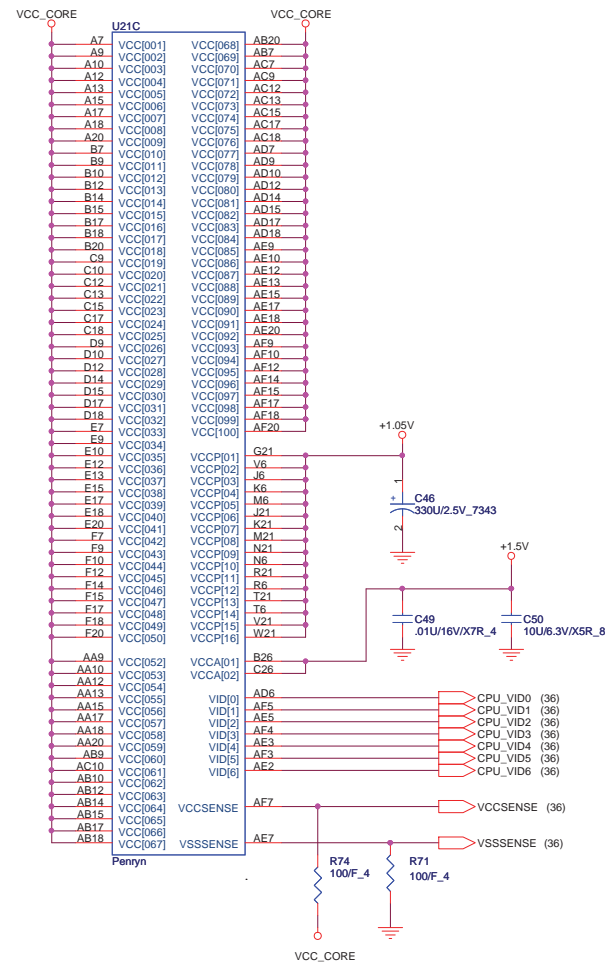 VCC_CORE VCC_CORE
U21C
A7 VCC[001] VCC[068] AB20
A9 VCC[002] VCC[069] AB7
A10 VCC[003] VCC[070] AC7
A12 VCC[004] VCC[071] AC9
A13 VCC[005] VCC[072] AC12
A15 VCC[006] VCC[073] AC13
A17 VCC[007] VCC[074] AC15
A18 VCC[008] VCC[075] AC17
A20 VCC[009] VCC[076] AC18
B7 VCC[010] VCC[077] AD7
B9 VCC[011] VCC[078] AD9
B10 VCC[012] VCC[079] AD10
B12 VCC[013] VCC[080] AD12
B14 VCC[014] VCC[081] AD14
B15 VCC[015] VCC[082] AD15
B17 VCC[016] VCC[083] AD17
B18 VCC[017] VCC[084] AD18
B20 VCC[018] VCC[085] AE9
C9 VCC[019] VCC[086] AE10
C10 VCC[020] VCC[087] AE12
C12 VCC[021] VCC[088] AE13
C13 VCC[022] VCC[089] AE15
C15 VCC[023] VCC[090] AE17
C17 VCC[024] VCC[091] AE18
C18 VCC[025] VCC[092] AE20
D9 VCC[026] VCC[093] AF9
D10 VCC[027] VCC[094] AF10
D12 VCC[028] VCC[095] AF12
D14 VCC[029] VCC[096] AF14
D15 VCC[030] VCC[097] AF15
D17 VCC[031] VCC[098] AF17
D18 VCC[032] VCC[099] AF18
E7 VCC[033] VCC[100] AF20
E9 VCC[034]
+1.05V
E10 VCC[035] VCCP[01] G21
E12 VCC[036] VCCP[02] V6
E13 VCC[037] VCCP[03] J6
E15 VCC[038] VCCP[04] K6
E17 VCC[039] VCCP[05] M6
E18 VCC[040] VCCP[06] J21
E20 VCC[041] VCCP[07] K21
F7 VCC[042] VCCP[08] M21
F9 VCC[043] VCCP[09] N21
F10 VCC[044] VCCP[10] N6
F12 VCC[045] VCCP[11] R21
F14 VCC[046] VCCP[12] R6
F15 VCC[047] VCCP[13] T21
F17 VCC[048] VCCP[14] T6
F18 VCC[049] VCCP[15] V21
F20 VCC[050] VCCP[16] W21
1
+ C46
330U/2.5V_7343
2
+1.5V
C49
.01U/16V/X7R_4
C50
10U/6.3V/X5R_8
AA9 VCC[052] VCCA[01] B26
AA10 VCC[053] VCCA[02] C26
AA12 VCC[054]
AA13 VCC[055] VID[0] AD6 CPU_VID0 (36)
AA15 VCC[056] VID[1] AF5 CPU_VID1 (36)
AA17 VCC[057] VID[2] AE5 CPU_VID2 (36)
AA18 VCC[058] VID[3] AF4 CPU_VID3 (36)
AA20 VCC[059] VID[4] AE3 CPU_VID4 (36)
AB9 VCC[060] VID[5] AF3 CPU_VID5 (36)
AC10 VCC[061] VID[6] AE2 CPU_VID6 (36)
AB10 VCC[062]
AB12 VCC[063]
AB14 VCC[064] VCCSENSE AF7 VCCSENSE (36)
AB15 VCC[065]
AB17 VCC[066]
AB18 VCC[067] VSSSENSE AE7 VSSSENSE (36)
Penryn
R74
100/F_4
R71
100/F_4
VCC_CORE